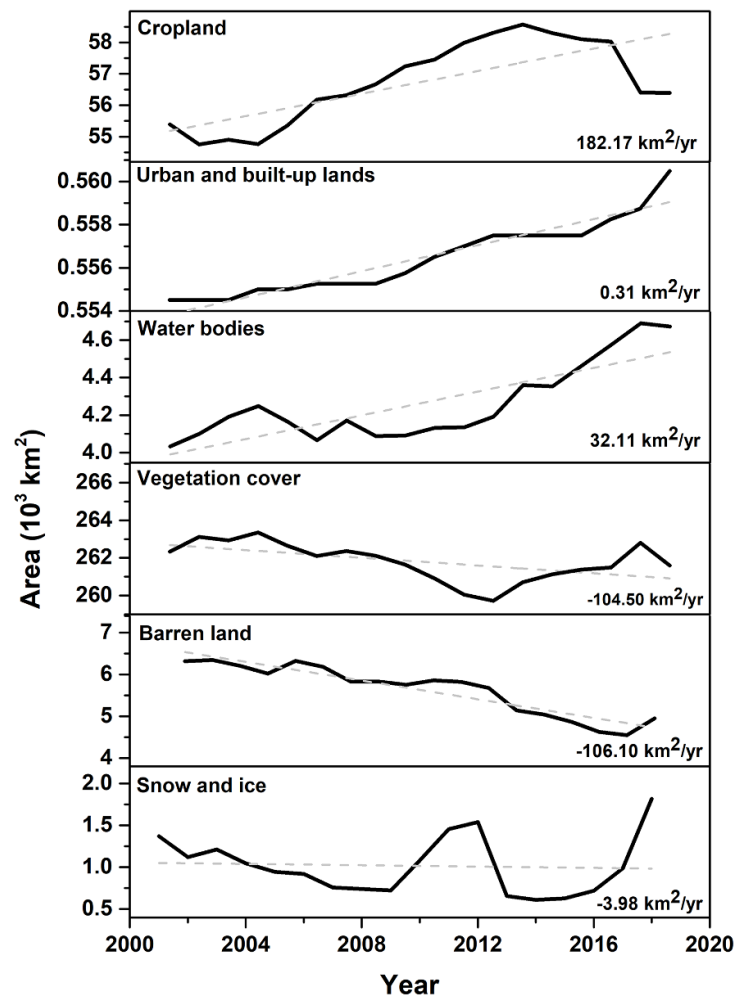 Cropland
58
57
56
55
182.17 km²/yr
Urban and built-up lands
0.560
0.558
0.556
0.554
0.31 km²/yr
Water bodies
4.6
4.4
4.2
4.0
32.11 km²/yr
Vegetation cover
266
264
262
260
-104.50 km²/yr
Barren land
7
6
5
4
-106.10 km²/yr
Snow and ice
2.0
1.5
1.0
0.5
-3.98 km²/yr
2000 2004 2008 2012 2016 2020
Year
Area (10³ km²)